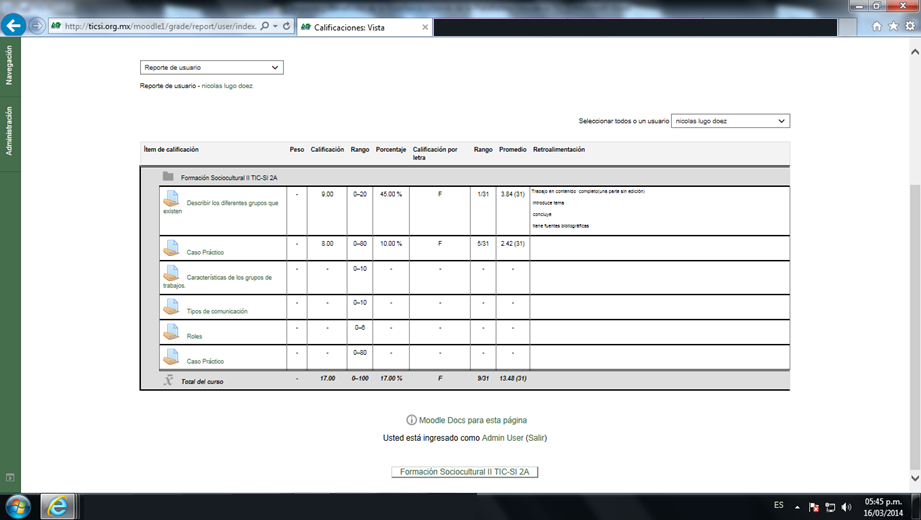 http://ticsi.org.mx/moodle1/grade/report/user/index.
Calificaciones: Vista
Navegación
Administración
Reporte de usuario
Reporte de usuario - nicolas lugo doez
Seleccionar todos o un usuario nicolas lugo doez
Ítem de calificación Peso Calificación Rango Porcentaje Calificación por letra Rango Promedio Retroalimentación
Formación Sociocultural II TIC-SI 2A
Describir los diferentes grupos que existen - 9.00 0–20 45.00 % F 1/31 3.84 (31) Trabajo en contenido completo(una parte sin edición)
introduce tema
concluye
tiene fuentes bibliográficas
Caso Práctico - 8.00 0–80 10.00 % F 5/31 2.42 (31)
Características de los grupos de trabajos. - - 0–10 - - - -
Tipos de comunicación - - 0–10 - - - -
Roles - - 0–6 - - - -
Caso Práctico - - 0–80 - - - -
x̄ Total del curso - 17.00 0–100 17.00 % F 9/31 13.48 (31)
Moodle Docs para esta página
Usted está ingresado como Admin User (Salir)
Formación Sociocultural II TIC-SI 2A
ES
05:45 p.m.
16/03/2014